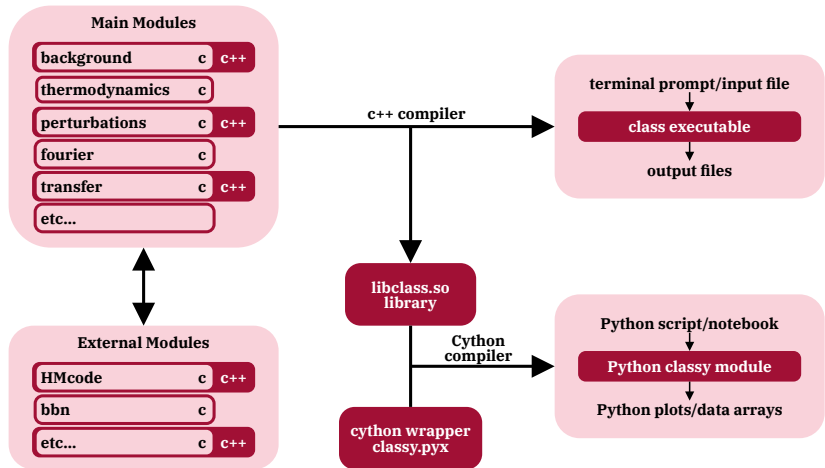 Main Modules
background c c++
thermodynamics c
perturbations c c++
fourier c
transfer c c++
etc...
External Modules
HMcode c c++
bbn c
etc... c c++
c++ compiler
libclass.so
library
Cython
compiler
cython wrapper
classy.pyx
terminal prompt/input file
class executable
output files
Python script/notebook
Python classy module
Python plots/data arrays